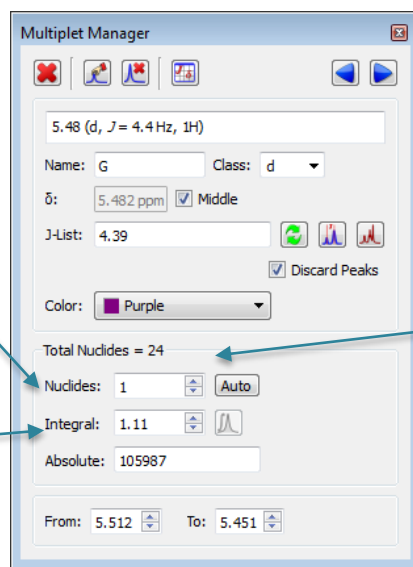 Multiplet Manager
5.48 (d, J = 4.4 Hz, 1H)
Name: G Class: d
δ: 5.482 ppm Middle
J-List: 4.39
Discard Peaks
Color: Purple
Total Nuclides = 24
Nuclides: 1 Auto
Integral: 1.11
Absolute: 105987
From: 5.512 To: 5.451